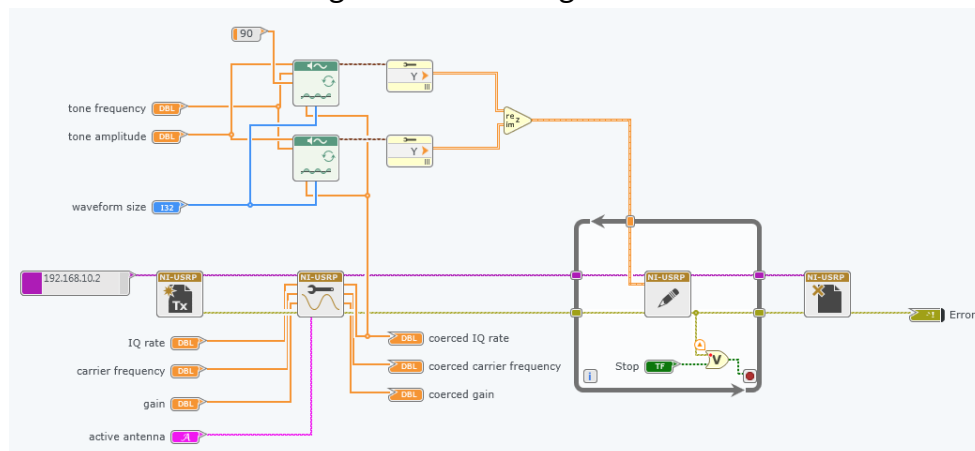 90
Y
tone frequency DBL
tone amplitude DBL
re
im z
Y
waveform size I32
192.168.10.2
NI-USRP
NI-USRP
NI-USRP
NI-USRP
Tx
Error
IQ rate DBL
DBL coerced IQ rate
carrier frequency DBL
DBL coerced carrier frequency
Stop TF
V
i
gain DBL
DBL coerced gain
active antenna